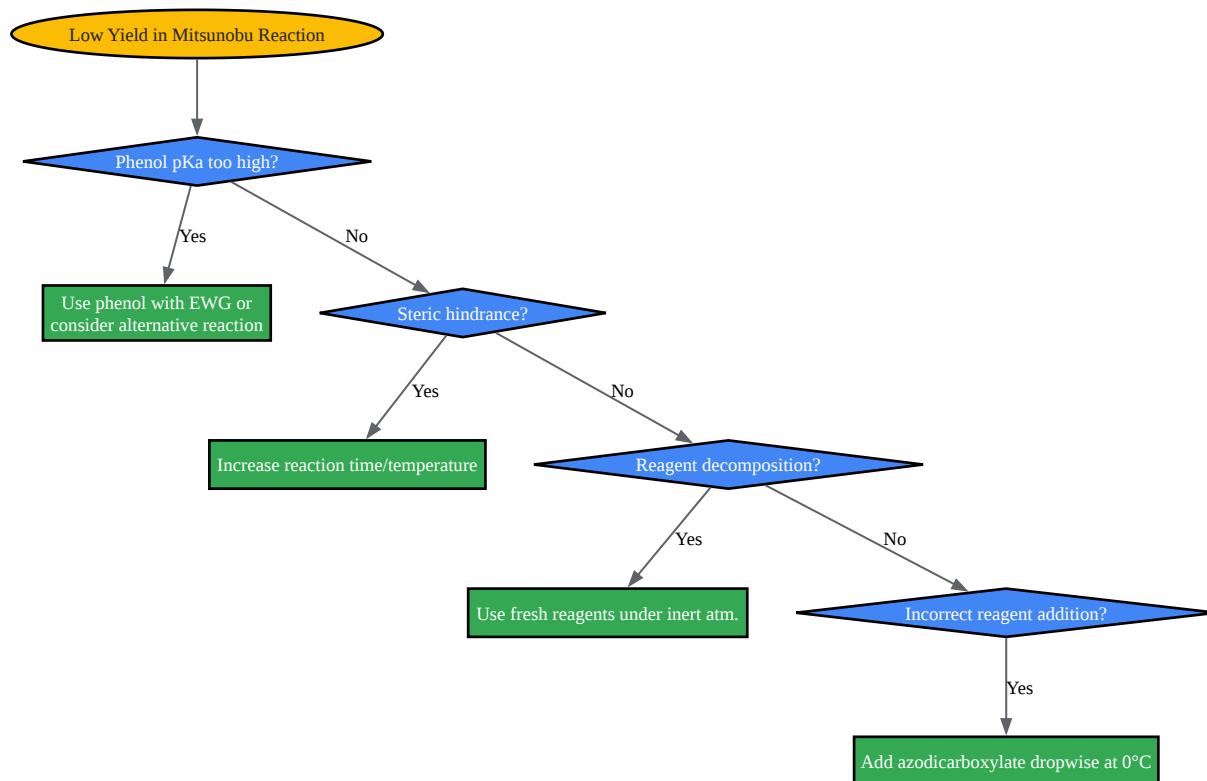 Low Yield in Mitsunobu Reaction
Phenol pKa too high?
Yes
No
Use phenol with EWG or
consider alternative reaction
Steric hindrance?
Yes
No
Increase reaction time/temperature
Reagent decomposition?
Yes
No
Use fresh reagents under inert atm.
Incorrect reagent addition?
Yes
Add azodicarboxylate dropwise at 0°C